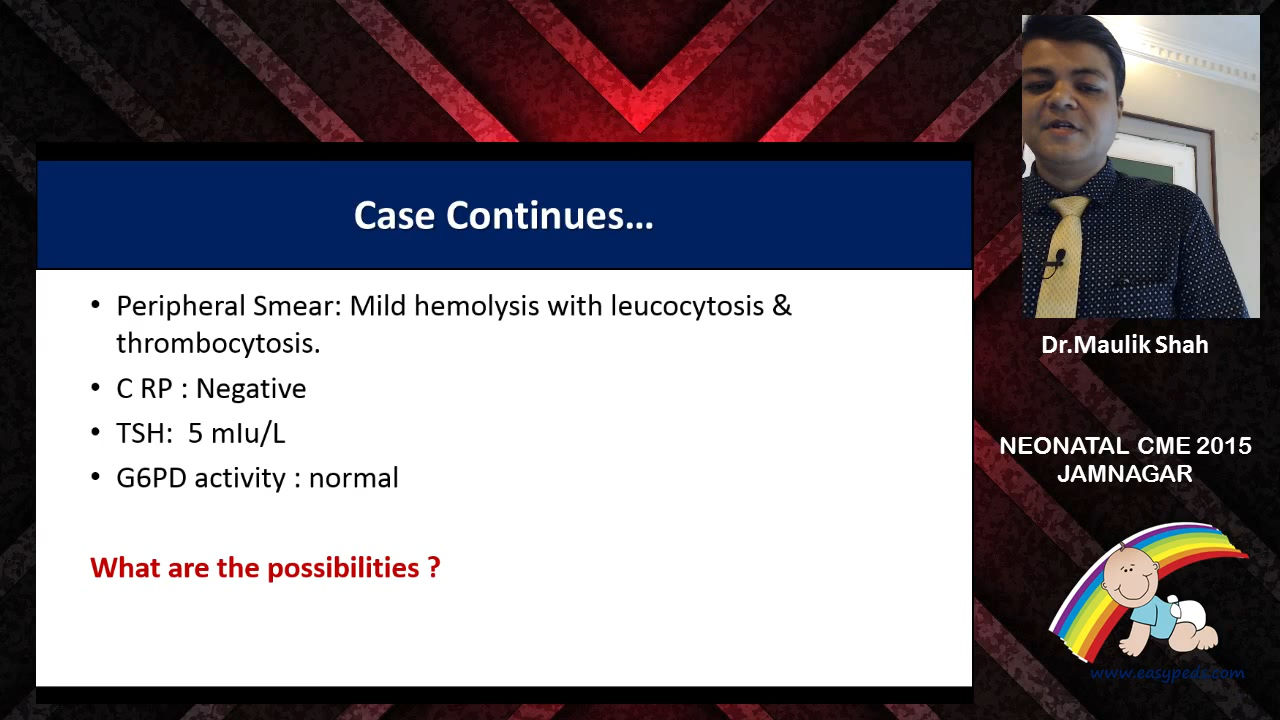 Case Continues...
• Peripheral Smear: Mild hemolysis with leucocytosis &
thrombocytosis.
• C RP : Negative
• TSH:  5 mIu/L
• G6PD activity : normal
What are the possibilities ?
Dr.Maulik Shah
NEONATAL CME 2015
JAMNAGAR
www.easypeds.com